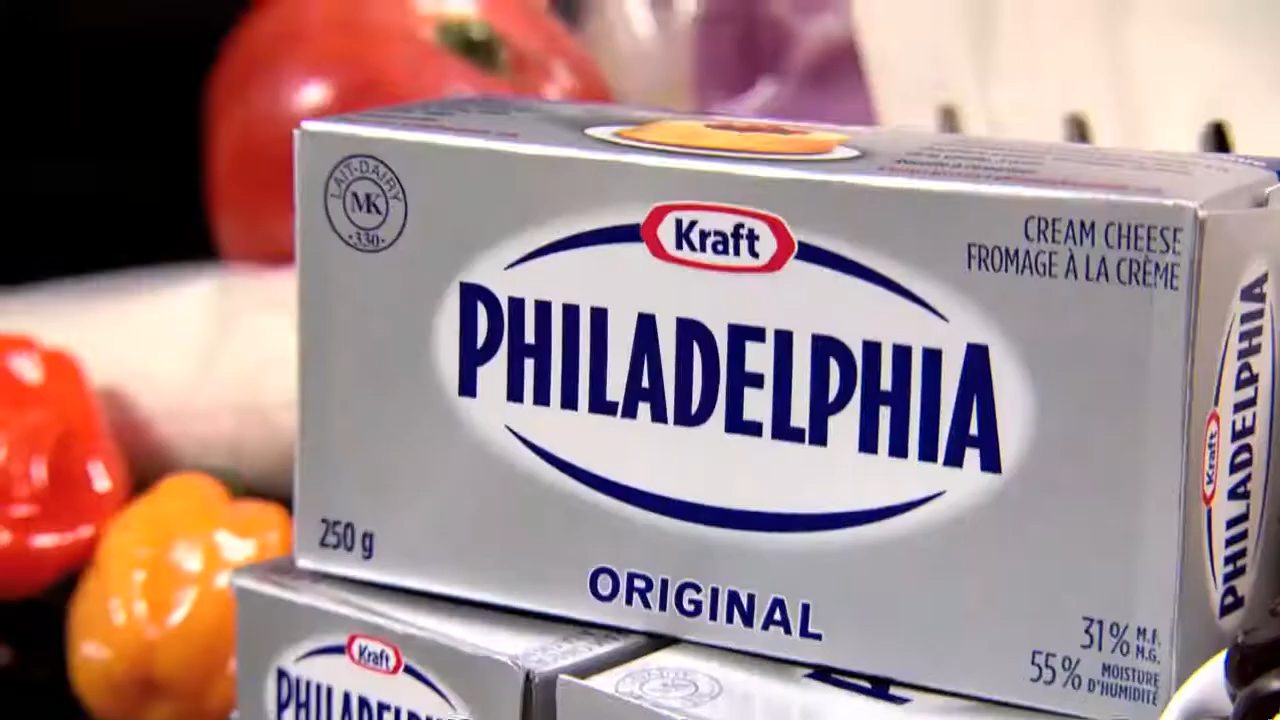 LAIT·DAIRY
MK
·330·
Kraft
PHILADELPHIA
CREAM CHEESE
FROMAGE À LA CRÈME
250 g
ORIGINAL
31% M.F.
M.G.
55% MOISTURE
D'HUMIDITÉ
Kraft
PHILADELPHIA
Kraft
PHILADELPHIA